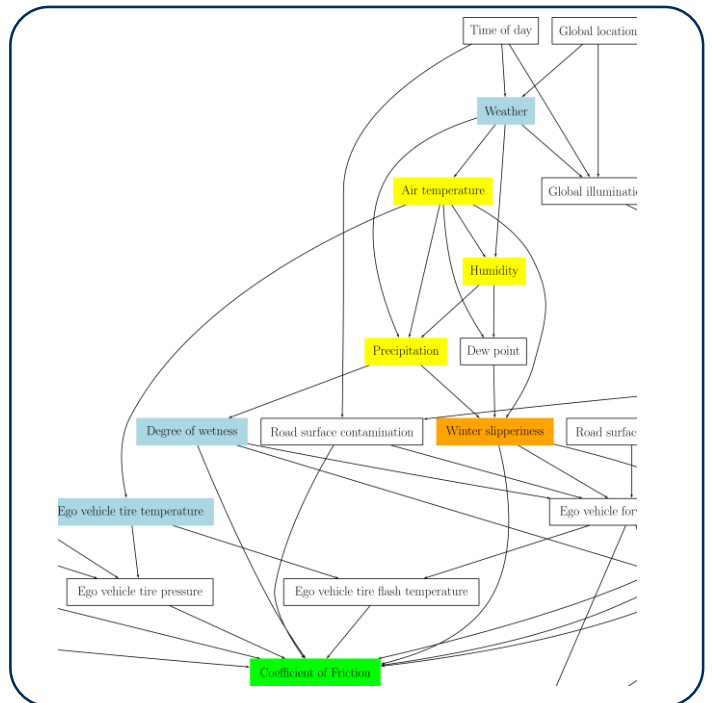 Time of day
Global location
Weather
Air temperature
Global illuminatio
Humidity
Precipitation
Dew point
Degree of wetness
Road surface contamination
Winter slipperiness
Road surface
Ego vehicle tire temperature
Ego vehicle for
Ego vehicle tire pressure
Ego vehicle tire flash temperature
Coefficient of Friction